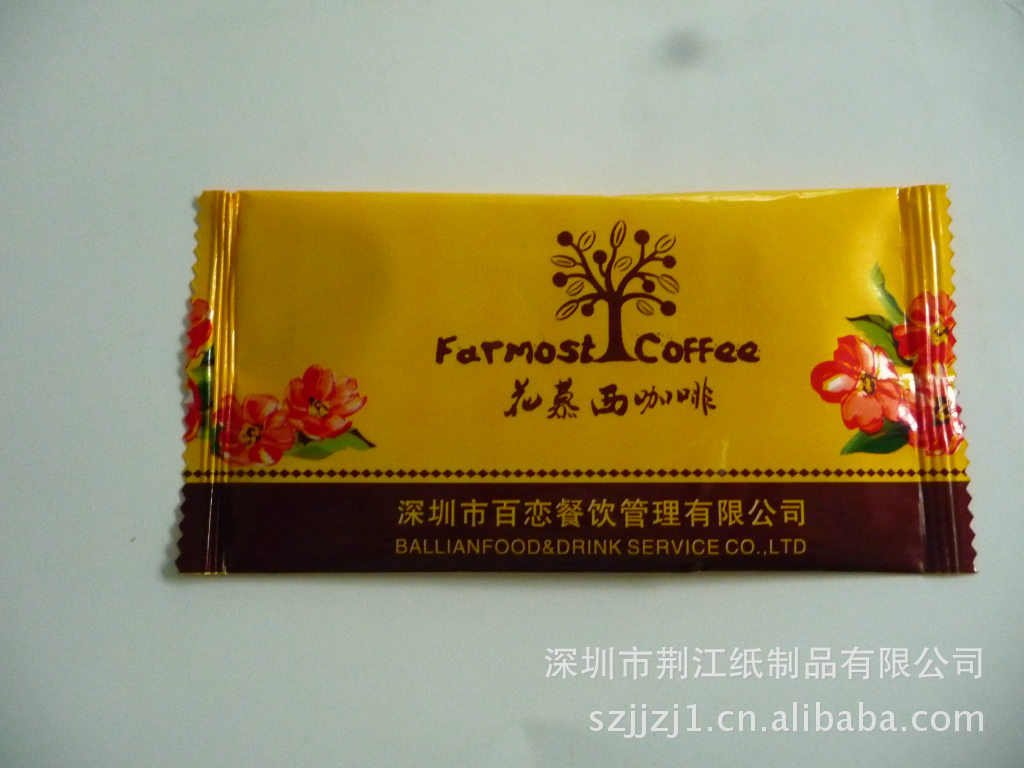 Farmost Coffee
花慕西咖啡
深圳市百恋餐饮管理有限公司
BALLIANFOOD&DRINK SERVICE CO.,LTD
深圳市荆江纸制品有限公司
szjjzj1.cn.alibaba.com